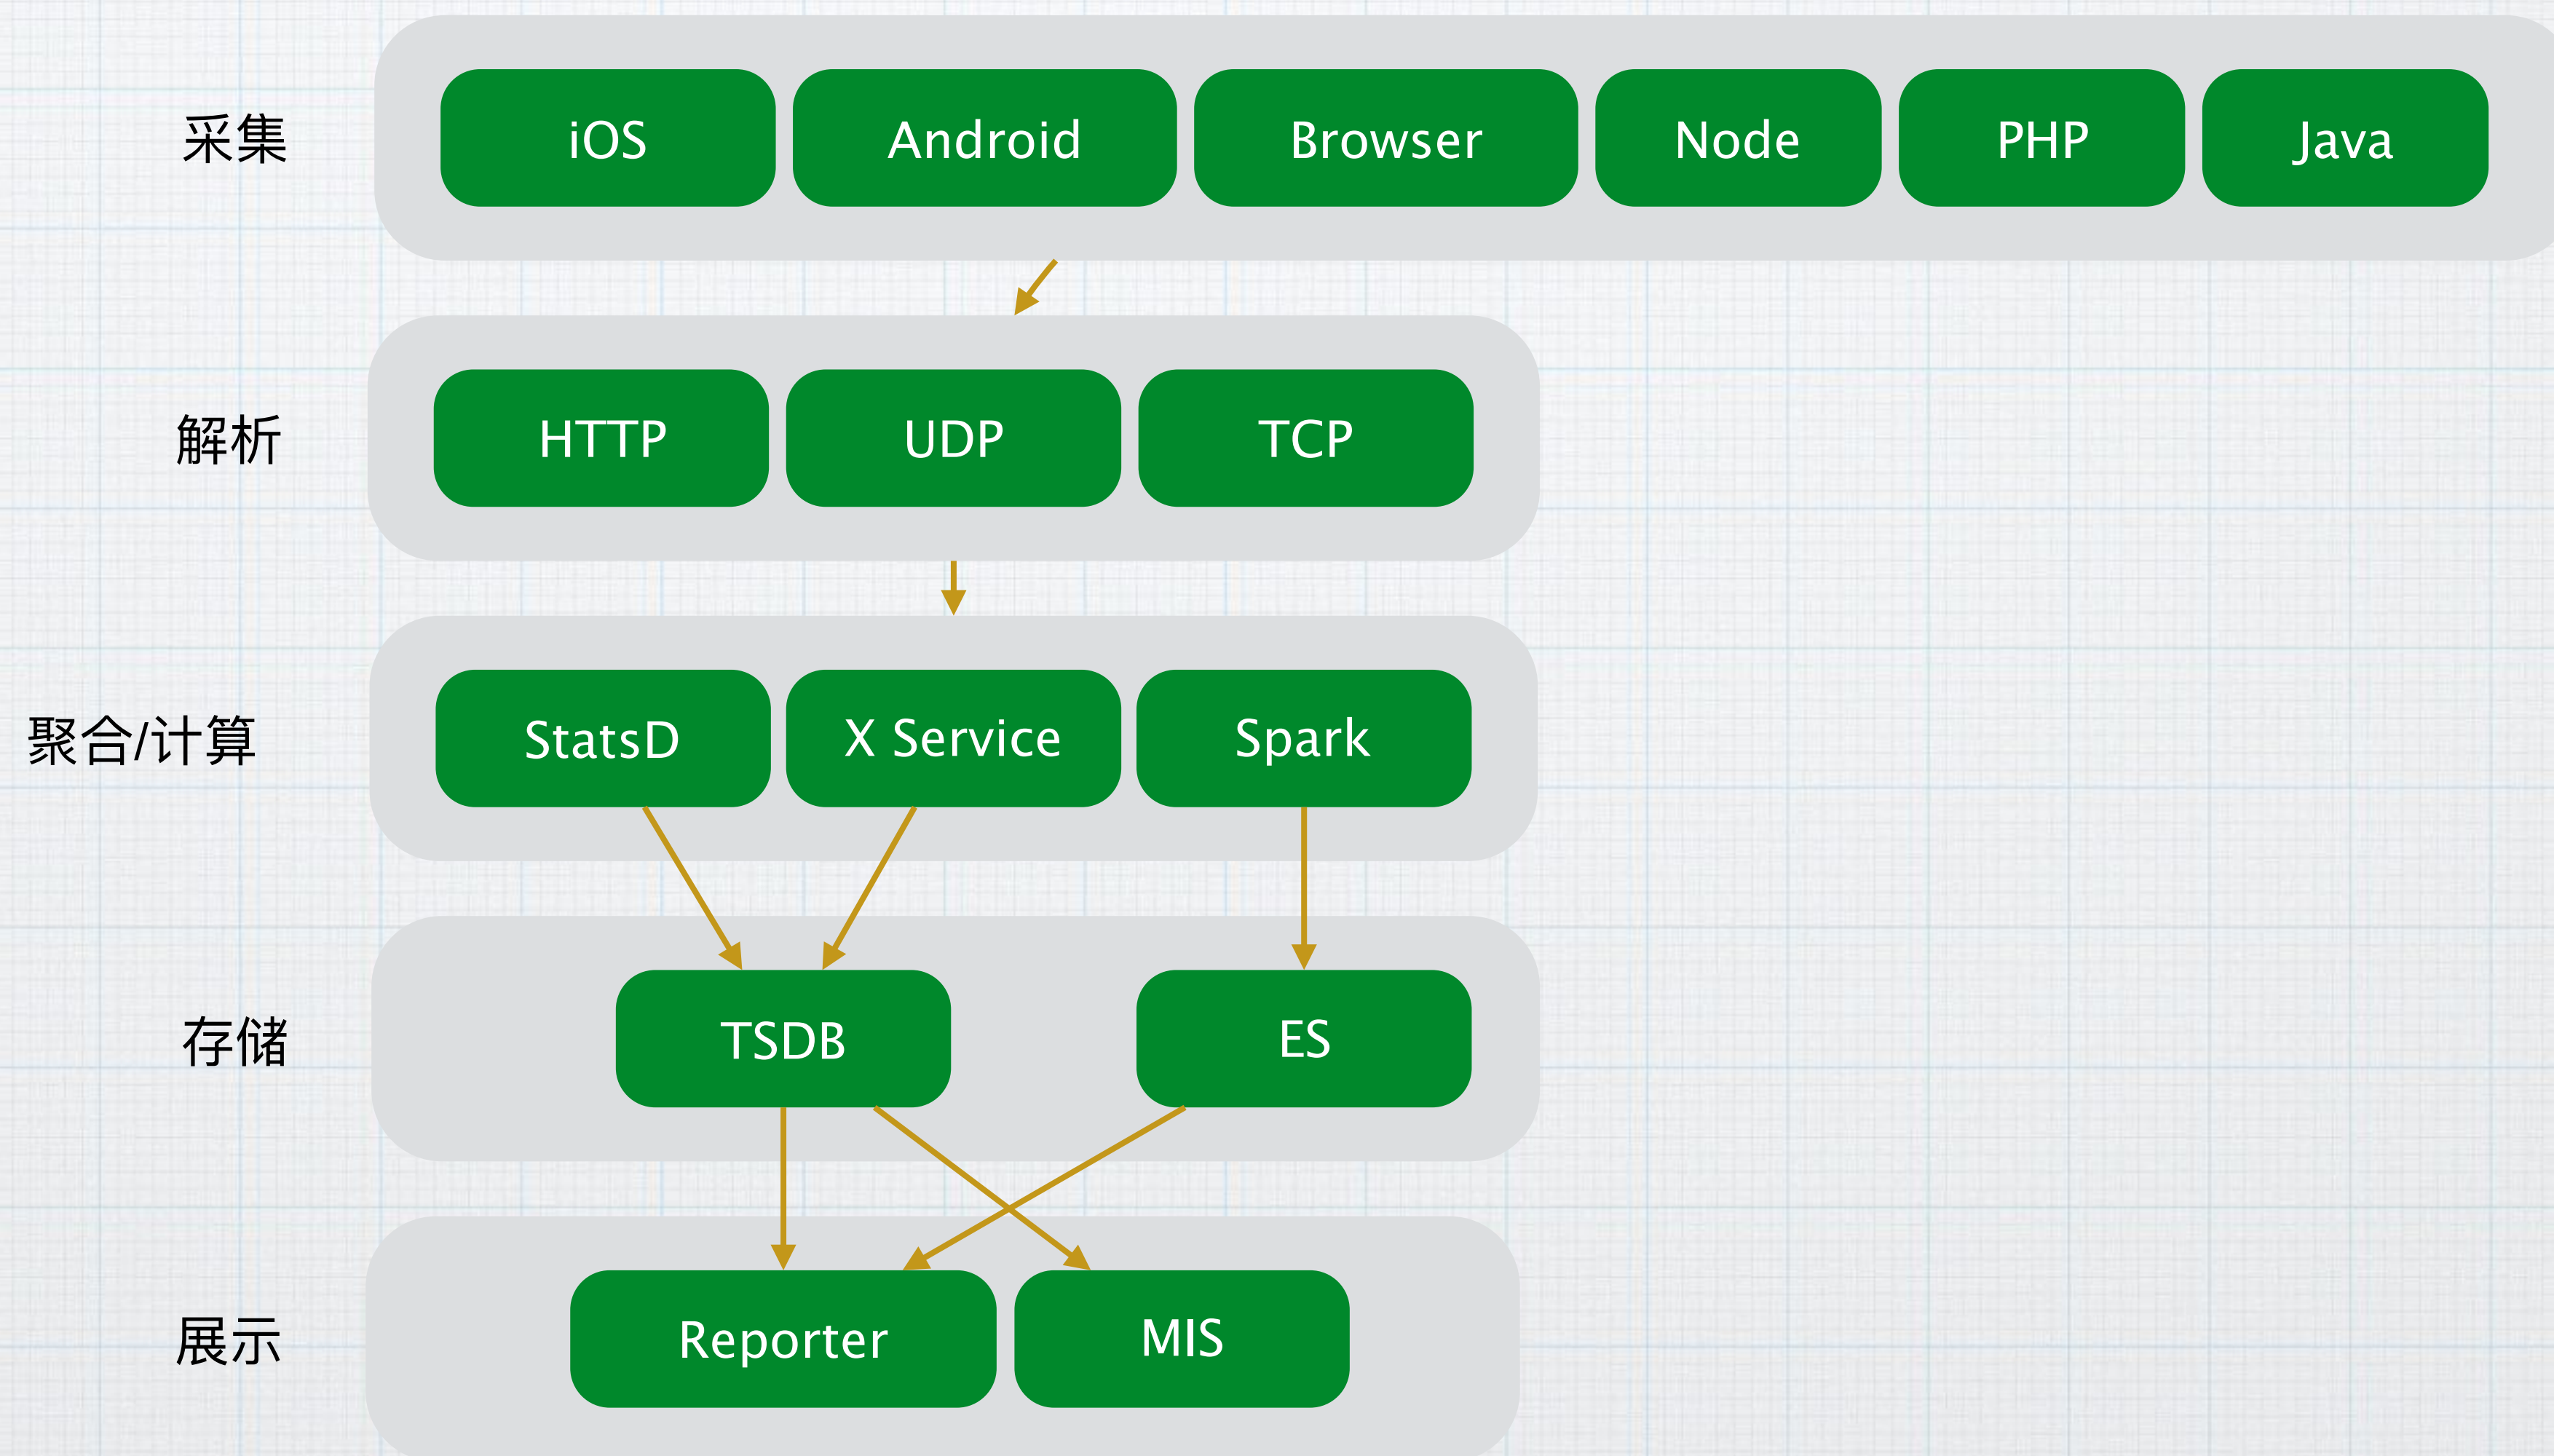 采集
iOS
Android
Browser
Node
PHP
Java
解析
HTTP
UDP
TCP
聚合/计算
StatsD
X Service
Spark
存储
TSDB
ES
展示
Reporter
MIS